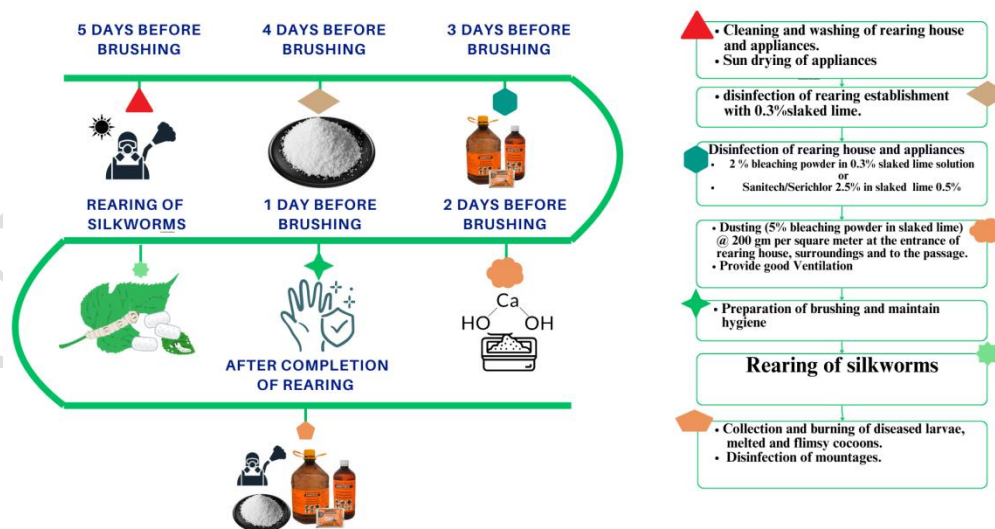 5 DAYS BEFORE
BRUSHING
4 DAYS BEFORE
BRUSHING
3 DAYS BEFORE
BRUSHING
REARING OF
SILKWORMS
1 DAY BEFORE
BRUSHING
2 DAYS BEFORE
BRUSHING
Ca
HO OH
AFTER COMPLETION
OF REARING
• Cleaning and washing of rearing house
and appliances.
• Sun drying of appliances
• disinfection of rearing establishment
with 0.3%slaked lime.
Disinfection of rearing house and appliances
• 2 % bleaching powder in 0.3% slaked lime solution
or
• Sanitech/Serichlor 2.5% in slaked lime 0.5%
• Dusting (5% bleaching powder in slaked lime)
@ 200 gm per square meter at the entrance of
rearing house, surroundings and to the passage.
• Provide good Ventilation
• Preparation of brushing and maintain
hygiene
Rearing of silkworms
• Collection and burning of diseased larvae,
melted and flimsy cocoons.
• Disinfection of mountages.